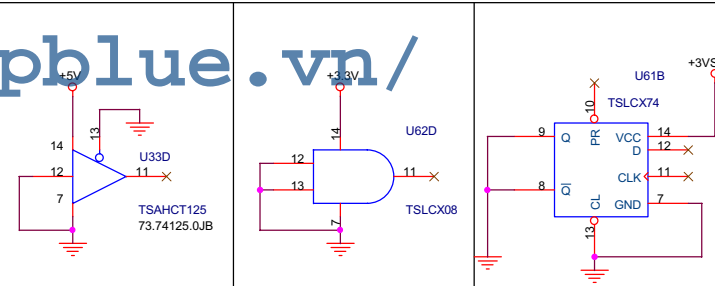 pblue.vn/
+5V
13
14
12
7
11
U33D
TSAHCT125
73.74125.0JB
+3.3V
14
12
13
7
11
U62D
TSLCX08
U61B
TSLCX74
+3VS
10
9
Q
PR
VCC
14
D
12
CLK
11
8
Q̅
CL
GND
7
13